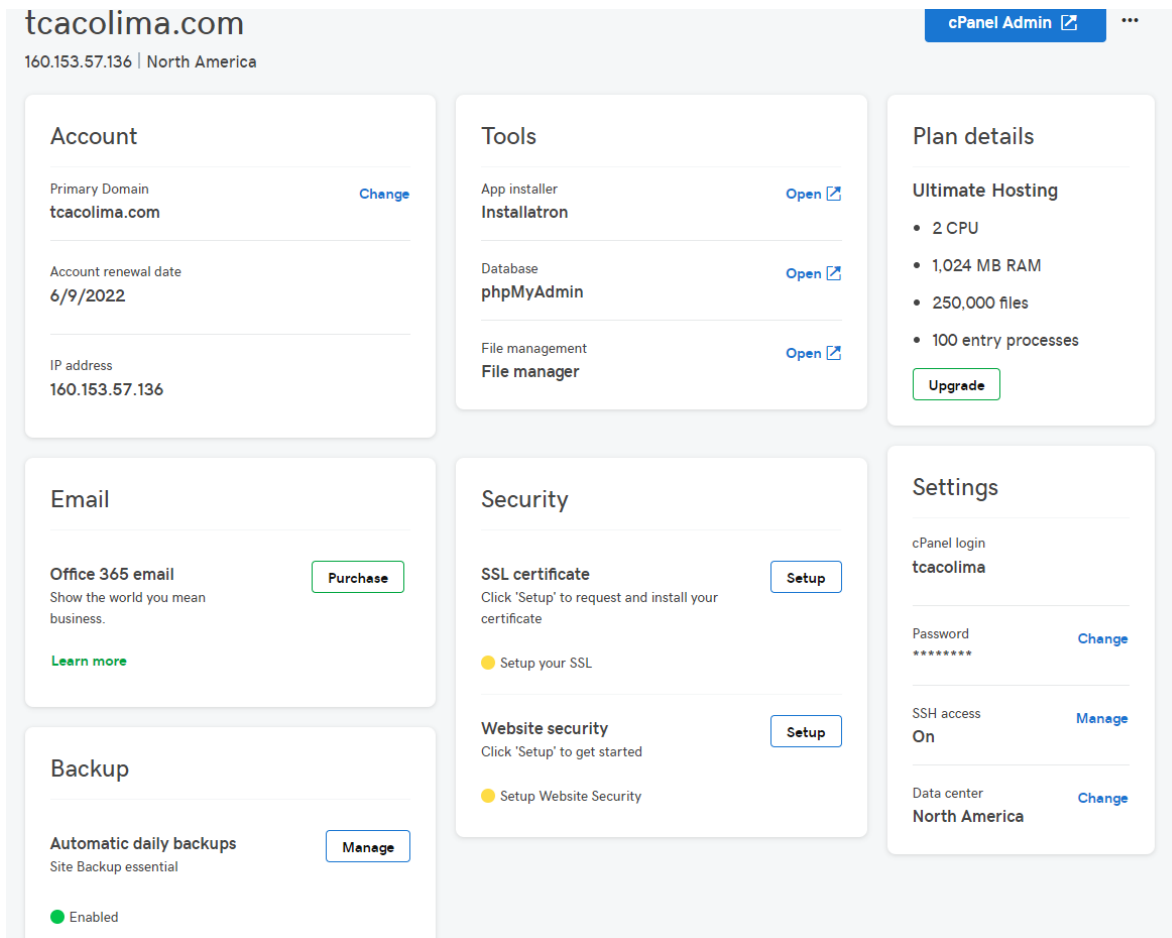 tcacolima.com
cPanel Admin
160.153.57.136 | North America
Account
Primary Domain
tcacolima.com
Change
Account renewal date
6/9/2022
IP address
160.153.57.136
Tools
App installer
Installatron
Open
Database
phpMyAdmin
Open
File management
File manager
Open
Plan details
Ultimate Hosting
• 2 CPU
• 1,024 MB RAM
• 250,000 files
• 100 entry processes
Upgrade
Email
Office 365 email
Show the world you mean
business.
Purchase
Learn more
Security
SSL certificate
Click 'Setup' to request and install your
certificate
Setup
Setup your SSL
Website security
Click 'Setup' to get started
Setup
Setup Website Security
Settings
cPanel login
tcacolima
Password
********
Change
SSH access
On
Manage
Data center
North America
Change
Backup
Automatic daily backups
Site Backup essential
Manage
Enabled